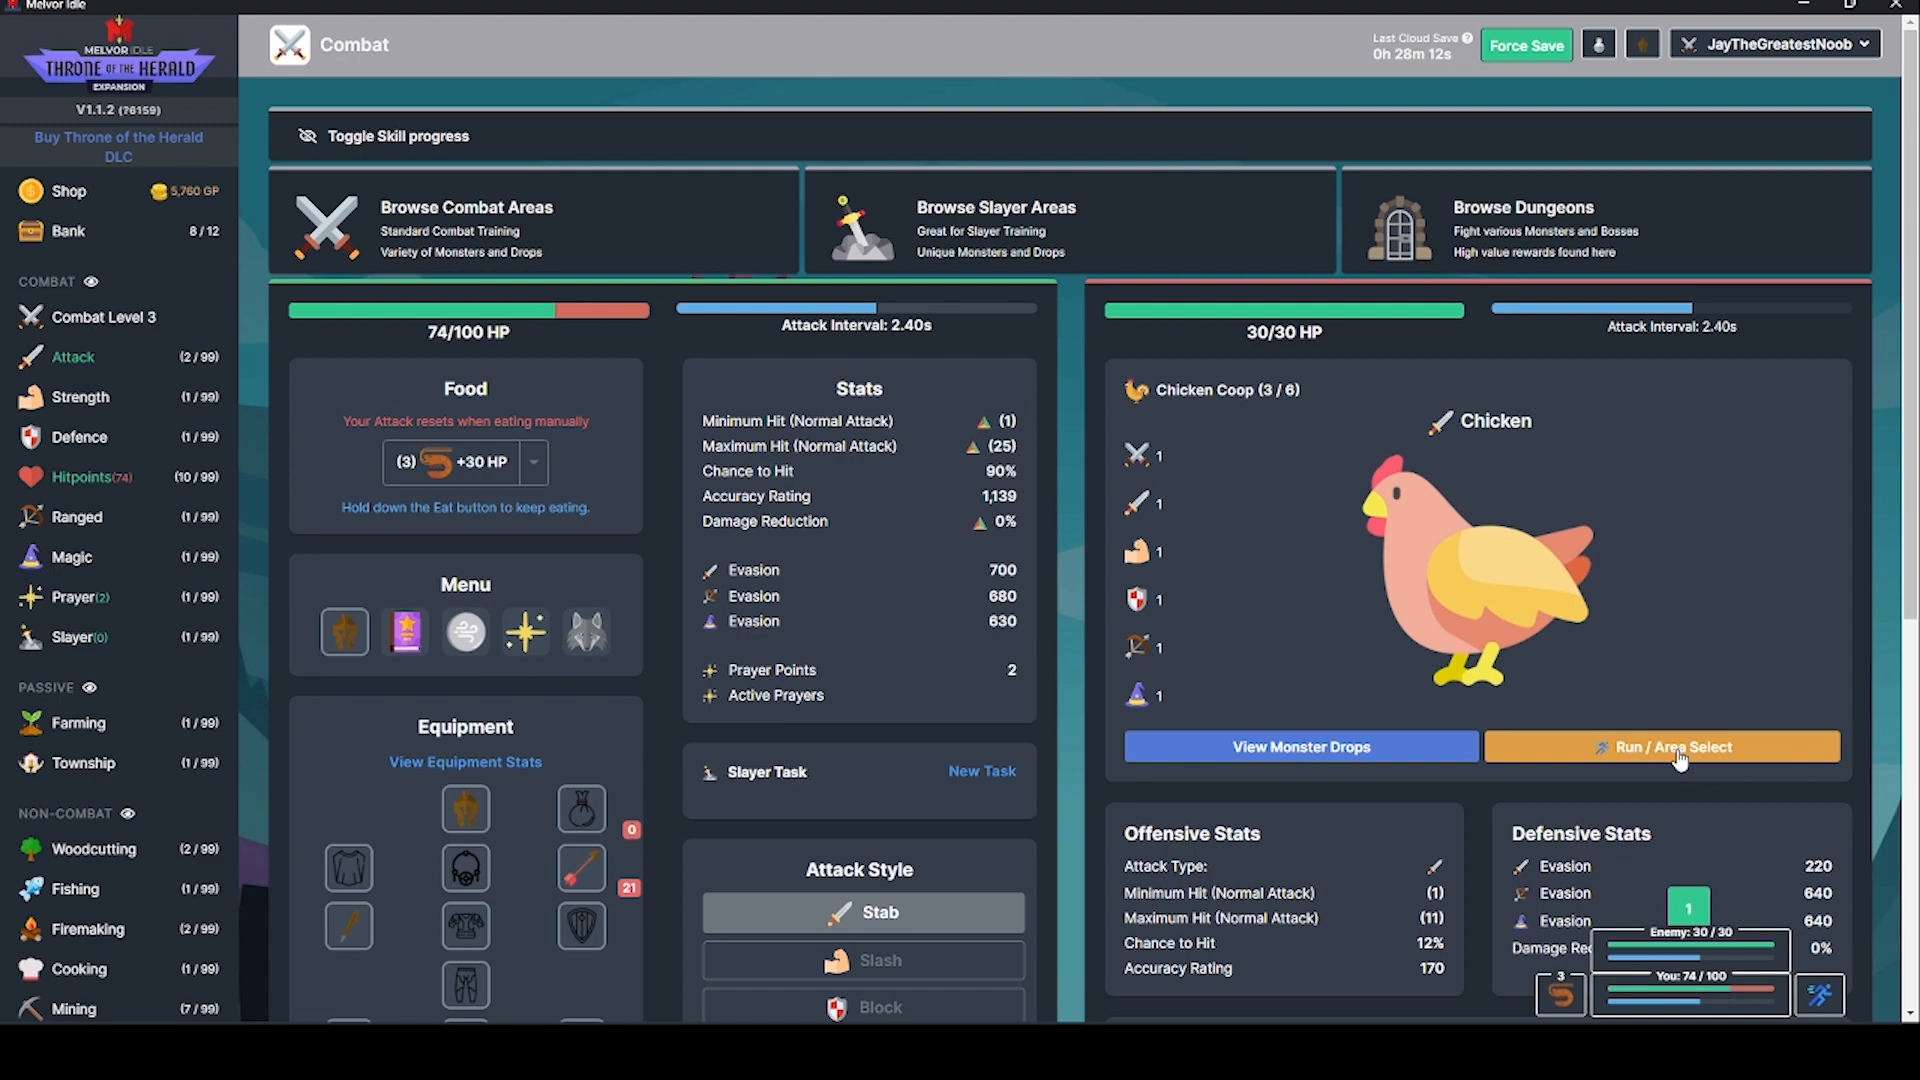 Melvor Idle
MELVOR IDLE
THRONE OF THE HERALD
EXPANSION
V1.1.2 (?6159)
Buy Throne of the Herald
DLC
Shop
5,760 GP
Bank
8 / 12
COMBAT
Combat Level 3
Attack
(2 / 99)
Strength
(1 / 99)
Defence
(1 / 99)
Hitpoints(74)
(10 / 99)
Ranged
(1 / 99)
Magic
(1 / 99)
Prayer(2)
(1 / 99)
Slayer(0)
(1 / 99)
PASSIVE
Farming
(1 / 99)
Township
(1 / 99)
NON-COMBAT
Woodcutting
(2 / 99)
Fishing
(1 / 99)
Firemaking
(2 / 99)
Cooking
(1 / 99)
Mining
(7 / 99)
Combat
Last Cloud Save
0h 28m 12s
Force Save
JayTheGreatestNoob
Toggle Skill progress
Browse Combat Areas
Standard Combat Training
Variety of Monsters and Drops
Browse Slayer Areas
Great for Slayer Training
Unique Monsters and Drops
Browse Dungeons
Fight various Monsters and Bosses
High value rewards found here
74/100 HP
Attack Interval: 2.40s
Food
Your Attack resets when eating manually
(3) +30 HP
Hold down the Eat button to keep eating.
Menu
Equipment
View Equipment Stats
0
21
Stats
Minimum Hit (Normal Attack) (1)
Maximum Hit (Normal Attack) (25)
Chance to Hit 90%
Accuracy Rating 1,139
Damage Reduction 0%
Evasion 700
Evasion 680
Evasion 630
Prayer Points 2
Active Prayers
Slayer Task New Task
Attack Style
Stab
Slash
Block
30/30 HP
Attack Interval: 2.40s
Chicken Coop (3 / 6)
Chicken
1
1
1
1
1
1
View Monster Drops
Run / Area Select
Offensive Stats
Attack Type:
Minimum Hit (Normal Attack) (1)
Maximum Hit (Normal Attack) (11)
Chance to Hit 12%
Accuracy Rating 170
Defensive Stats
Evasion 220
Evasion 640
Evasion 640
Damage Rec 0%
1
Enemy: 30 / 30
3
You: 74 / 100